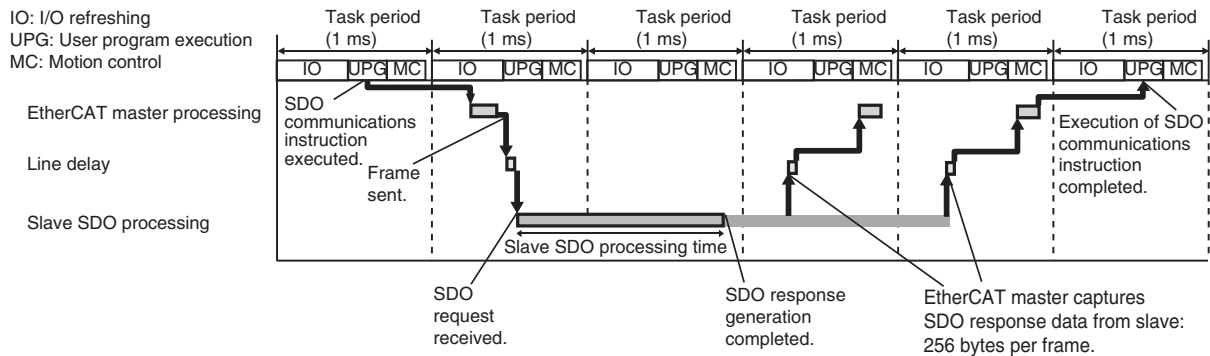 IO: I/O refreshing
UPG: User program execution
MC: Motion control
Task period
(1 ms)
Task period
(1 ms)
Task period
(1 ms)
Task period
(1 ms)
Task period
(1 ms)
Task period
(1 ms)
IO UPG MC IO UPG MC IO UPG MC IO UPG MC IO UPG MC IO UPG MC
EtherCAT master processing
SDO
communications
instruction
executed.
Frame
sent.
Execution of SDO
communications
instruction
completed.
Line delay
Slave SDO processing
Slave SDO processing time
SDO
request
received.
SDO response
generation
completed.
EtherCAT master captures
SDO response data from slave:
256 bytes per frame.